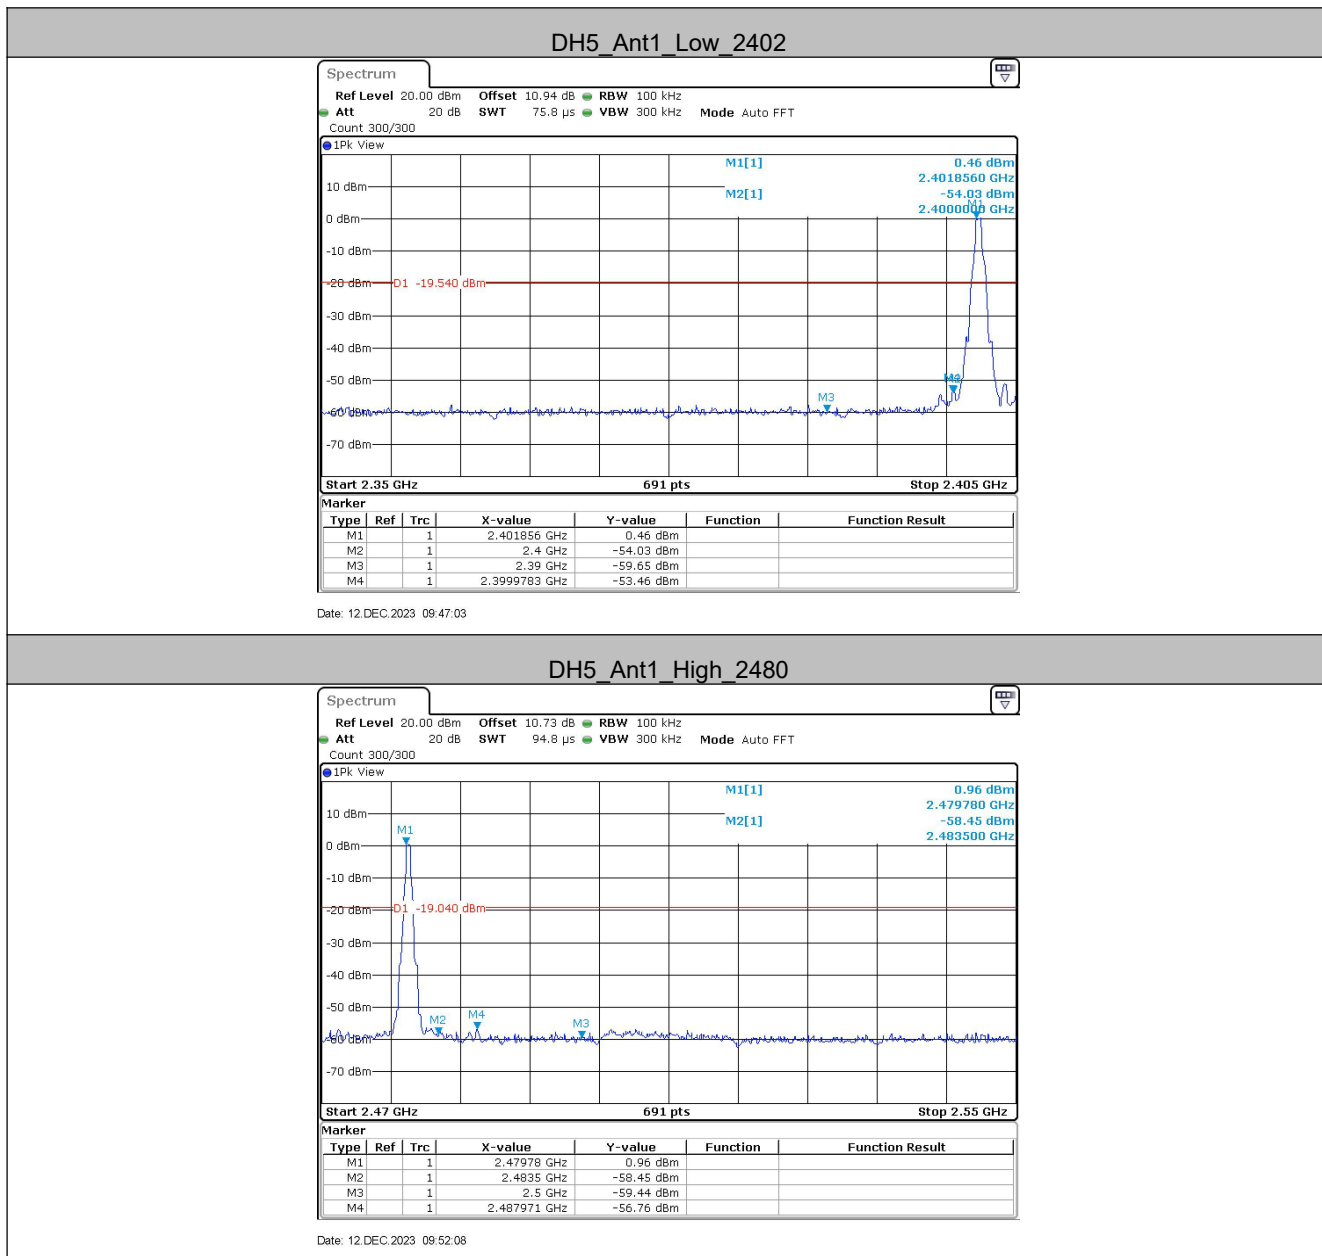 DH5_Ant1_Low_2402
Spectrum
Ref Level 20.00 dBm Offset 10.94 dB RBW 100 kHz
Att 20 dB SWT 75.8 µs VBW 300 kHz Mode Auto FFT
Count 300/300
1Pk View
M1[1] 0.46 dBm
2.4018560 GHz
10 dBm
M2[1] -54.03 dBm
2.4000000 GHz
M1
0 dBm
-10 dBm
-20 dBm
D1 -19.540 dBm
-30 dBm
-40 dBm
-50 dBm
M3
-60 dBm
-70 dBm
Start 2.35 GHz 691 pts Stop 2.405 GHz
Marker
Type Ref Trc X-value Y-value Function Function Result
M1 1 2.401856 GHz 0.46 dBm
M2 1 2.4 GHz -54.03 dBm
M3 1 2.39 GHz -59.65 dBm
M4 1 2.3999783 GHz -53.46 dBm
Date: 12.DEC.2023 09:47:03
DH5_Ant1_High_2480
Spectrum
Ref Level 20.00 dBm Offset 10.73 dB RBW 100 kHz
Att 20 dB SWT 94.8 µs VBW 300 kHz Mode Auto FFT
Count 300/300
1Pk View
M1[1] 0.96 dBm
2.479780 GHz
10 dBm
M2[1] -58.45 dBm
2.483500 GHz
M1
0 dBm
-10 dBm
-20 dBm
D1 -19.040 dBm
-30 dBm
-40 dBm
-50 dBm
M2 M4 M3
-60 dBm
-70 dBm
Start 2.47 GHz 691 pts Stop 2.55 GHz
Marker
Type Ref Trc X-value Y-value Function Function Result
M1 1 2.47978 GHz 0.96 dBm
M2 1 2.4835 GHz -58.45 dBm
M3 1 2.5 GHz -59.44 dBm
M4 1 2.487971 GHz -56.76 dBm
Date: 12.DEC.2023 09:52:08